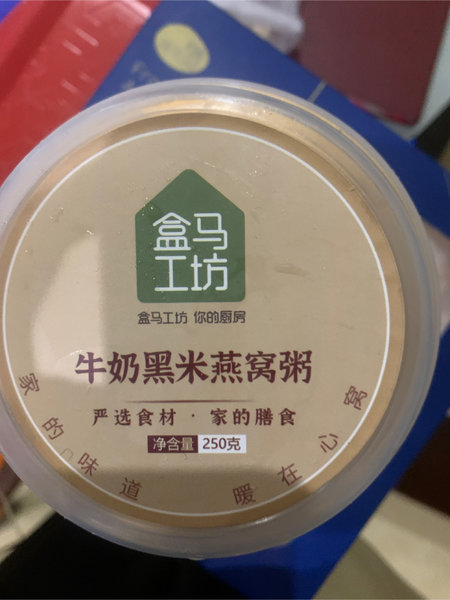 盒马
工坊
盒马工坊 你的厨房
牛奶黑米燕窝粥
严选食材 · 家的膳食
净含量 250克
家的味道 暖在心窝